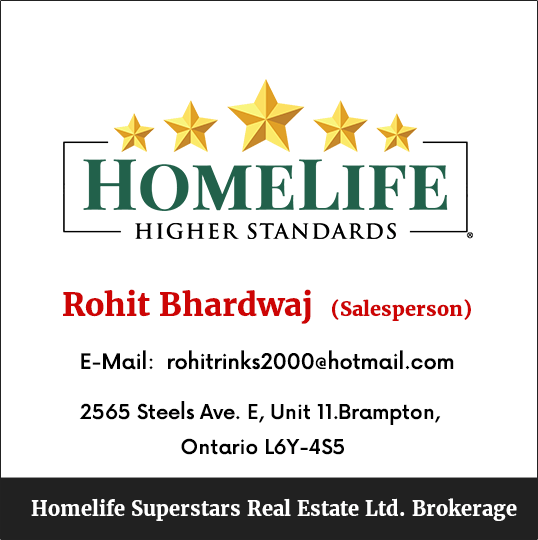 HOMELIFE
HIGHER STANDARDS®
Rohit Bhardwaj (Salesperson)
E-Mail: rohitrinks2000@hotmail.com
2565 Steels Ave. E, Unit 11.Brampton,
Ontario L6Y-4S5
Homelife Superstars Real Estate Ltd. Brokerage